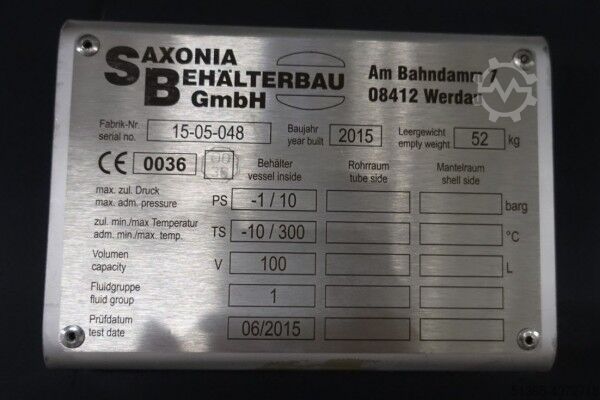 SAXONIA
BEHÄLTERBAU
GmbH
Am Bahndamm 7
08412 Werdau
Fabrik-Nr.
serial no.
15-05-048
Baujahr
year built
2015
Leergewicht
empty weight
52 kg
CE 0036
Behälter
vessel inside
Rohrraum
tube side
Mantelraum
shell side
max. zul. Druck
max. adm. pressure
PS -1 / 10 barg
zul. min./max Temperatur
adm. min./max. temp.
TS -10 / 300 °C
Volumen
capacity
V 100 L
Fluidgruppe
fluid group
1
Prüfdatum
test date
06/2015